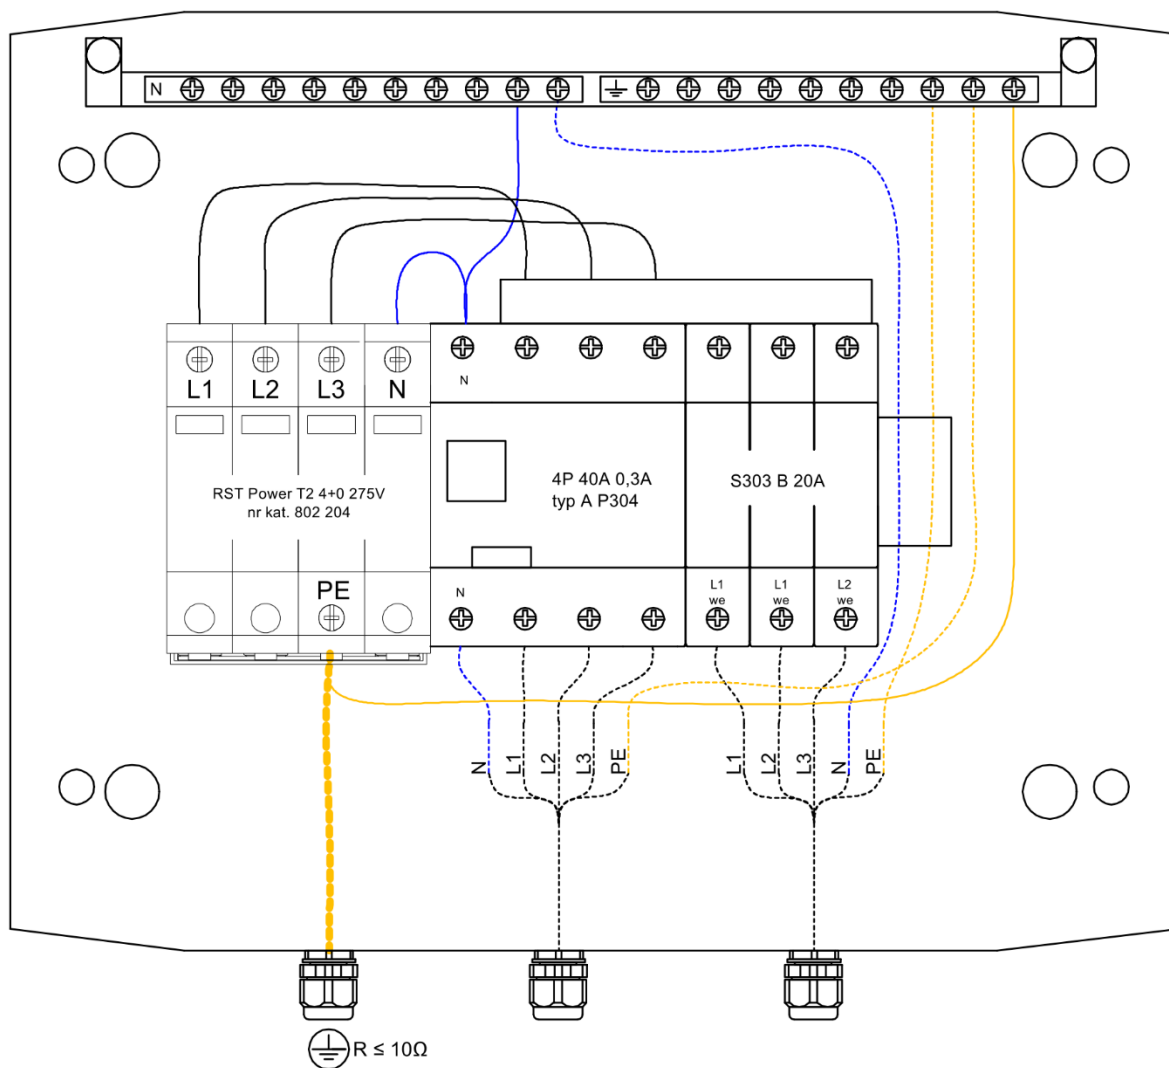 N
L1 L2 L3 N
N
RST Power T2 4+0 275V
nr kat. 802 204
4P 40A 0,3A
typ A P304
S303 B 20A
PE
N
L1 we
L1 we
L2 we
N L1 L2 L3 PE
L1 L2 L3 N PE
R ≤ 10Ω